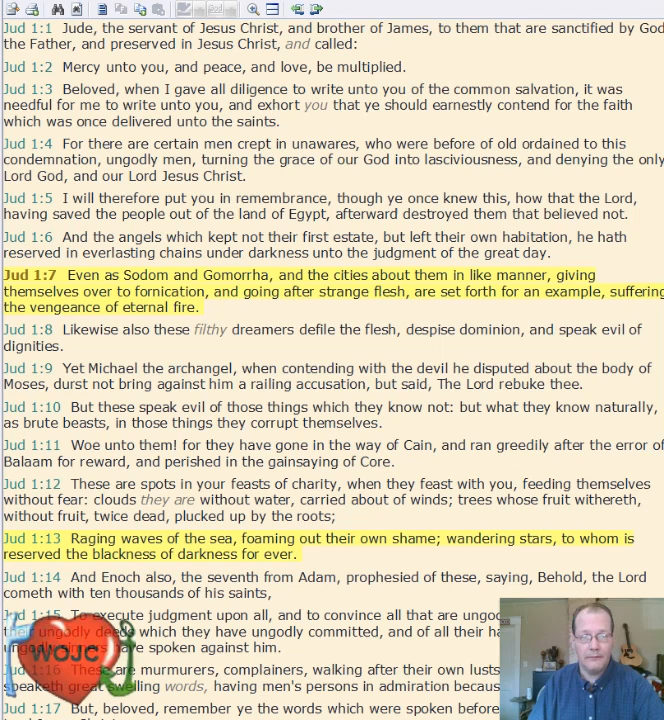 Jud 1:1 Jude, the servant of Jesus Christ, and brother of James, to them that are sanctified by God
the Father, and preserved in Jesus Christ, and called:
Jud 1:2 Mercy unto you, and peace, and love, be multiplied.
Jud 1:3 Beloved, when I gave all diligence to write unto you of the common salvation, it was
needful for me to write unto you, and exhort you that ye should earnestly contend for the faith
which was once delivered unto the saints.
Jud 1:4 For there are certain men crept in unawares, who were before of old ordained to this
condemnation, ungodly men, turning the grace of our God into lasciviousness, and denying the only
Lord God, and our Lord Jesus Christ.
Jud 1:5 I will therefore put you in remembrance, though ye once knew this, how that the Lord,
having saved the people out of the land of Egypt, afterward destroyed them that believed not.
Jud 1:6 And the angels which kept not their first estate, but left their own habitation, he hath
reserved in everlasting chains under darkness unto the judgment of the great day.
Jud 1:7 Even as Sodom and Gomorrha, and the cities about them in like manner, giving
themselves over to fornication, and going after strange flesh, are set forth for an example, suffering
the vengeance of eternal fire.
Jud 1:8 Likewise also these filthy dreamers defile the flesh, despise dominion, and speak evil of
dignities.
Jud 1:9 Yet Michael the archangel, when contending with the devil he disputed about the body of
Moses, durst not bring against him a railing accusation, but said, The Lord rebuke thee.
Jud 1:10 But these speak evil of those things which they know not: but what they know naturally,
as brute beasts, in those things they corrupt themselves.
Jud 1:11 Woe unto them! for they have gone in the way of Cain, and ran greedily after the error of
Balaam for reward, and perished in the gainsaying of Core.
Jud 1:12 These are spots in your feasts of charity, when they feast with you, feeding themselves
without fear: clouds they are without water, carried about of winds; trees whose fruit withereth,
without fruit, twice dead, plucked up by the roots;
Jud 1:13 Raging waves of the sea, foaming out their own shame; wandering stars, to whom is
reserved the blackness of darkness for ever.
Jud 1:14 And Enoch also, the seventh from Adam, prophesied of these, saying, Behold, the Lord
cometh with ten thousands of his saints,
Jud 1:15 To execute judgment upon all, and to convince all that are ungod
their ungodly deeds which they have ungodly committed, and of all their ha
ungodly sinners have spoken against him.
WOJC
Jud 1:16 These are murmurers, complainers, walking after their own lusts
speaketh great swelling words, having men's persons in admiration becaus
Jud 1:17 But, beloved, remember ye the words which were spoken before